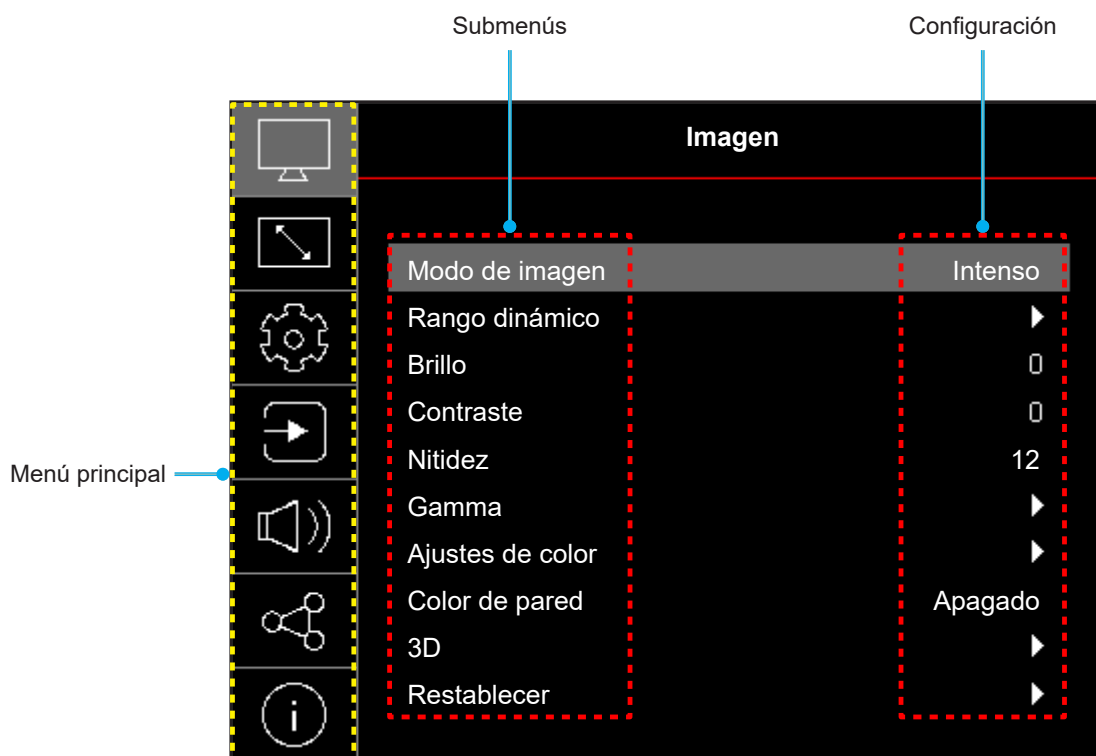 Submenús Configuración
Imagen
Modo de imagen Intenso
Rango dinámico
Brillo 0
Contraste 0
Menú principal
Nitidez 12
Gamma
Ajustes de color
Color de pared Apagado
3D
Restablecer
i